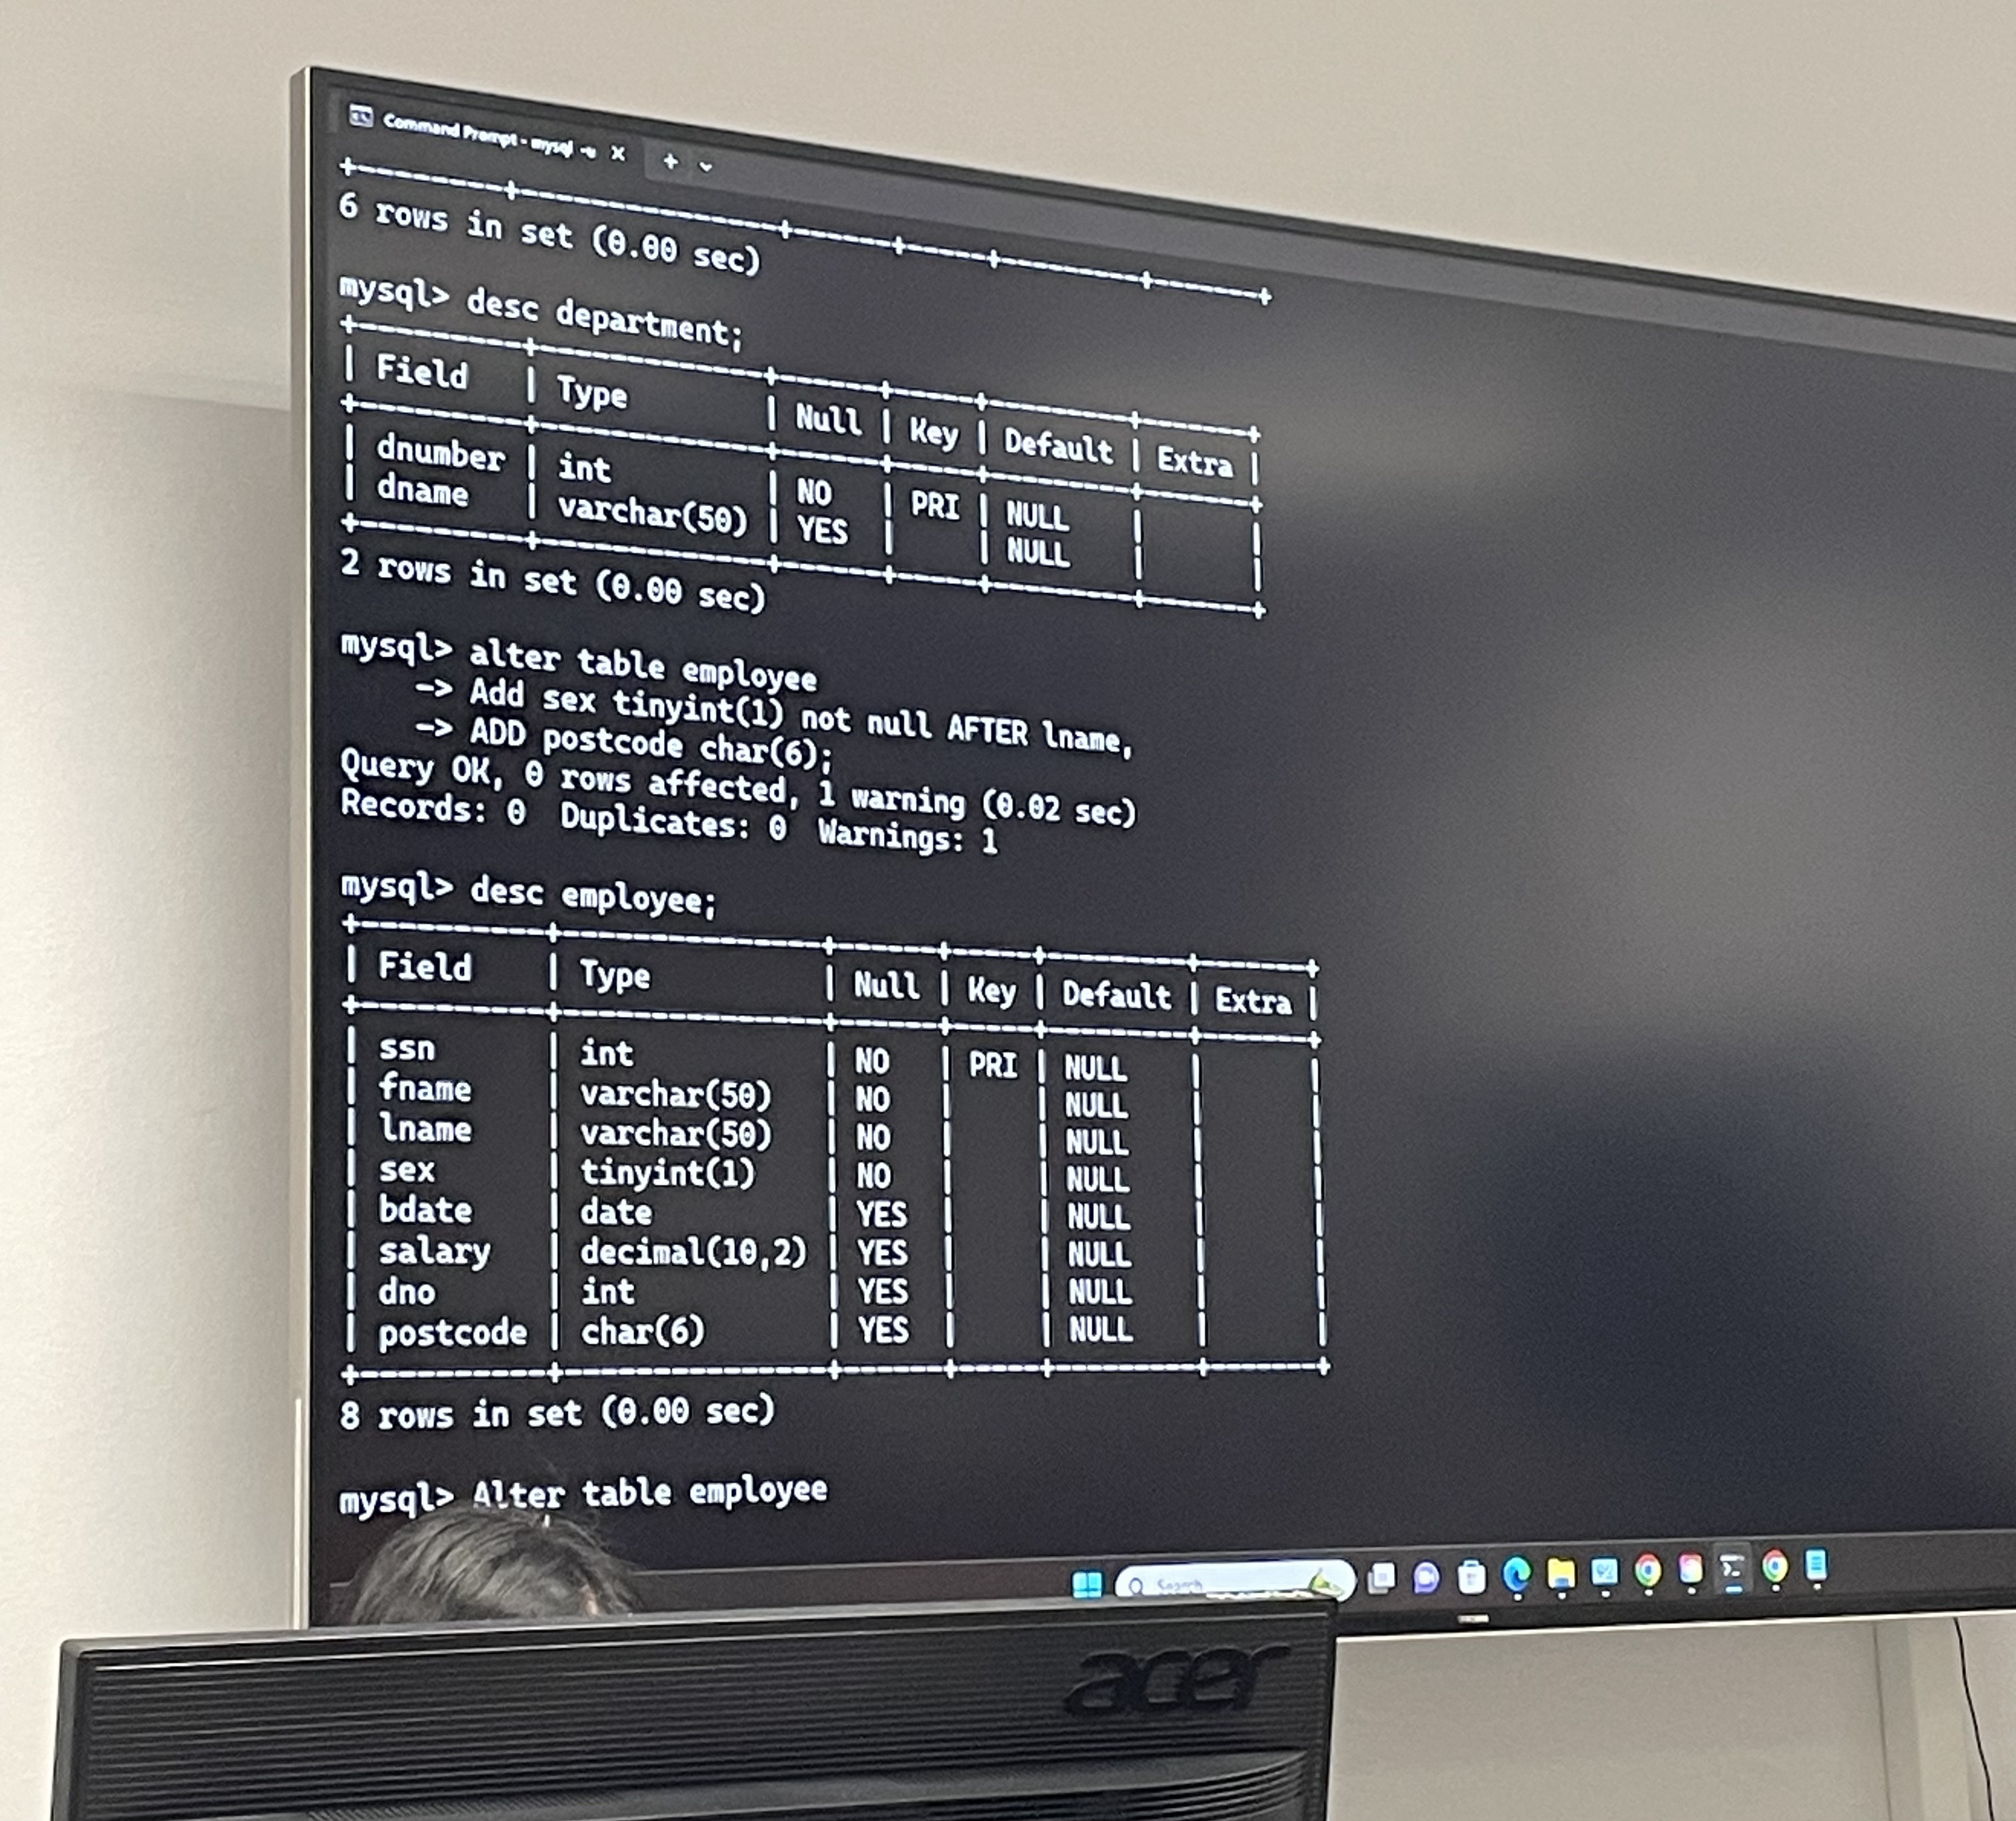 Command Prompt - mysql -u
+---------+---------------+------+-----+--------+------+
6 rows in set (0.00 sec)
mysql> desc department;
+---------+-------------+------+-----+---------+-------+
| Field   | Type        | Null | Key | Default | Extra |
+---------+-------------+------+-----+---------+-------+
| dnumber | int         | NO   | PRI | NULL    |       |
| dname   | varchar(50) | YES  |     | NULL    |       |
+---------+-------------+------+-----+---------+-------+
2 rows in set (0.00 sec)
mysql> alter table employee
    -> Add sex tinyint(1) not null AFTER lname,
    -> ADD postcode char(6);
Query OK, 0 rows affected, 1 warning (0.02 sec)
Records: 0  Duplicates: 0  Warnings: 1
mysql> desc employee;
+----------+---------------+------+-----+---------+-------+
| Field    | Type          | Null | Key | Default | Extra |
+----------+---------------+------+-----+---------+-------+
| ssn      | int           | NO   | PRI | NULL    |       |
| fname    | varchar(50)   | NO   |     | NULL    |       |
| lname    | varchar(50)   | NO   |     | NULL    |       |
| sex      | tinyint(1)    | NO   |     | NULL    |       |
| bdate    | date          | YES  |     | NULL    |       |
| salary   | decimal(10,2) | YES  |     | NULL    |       |
| dno      | int           | YES  |     | NULL    |       |
| postcode | char(6)       | YES  |     | NULL    |       |
+----------+---------------+------+-----+---------+-------+
8 rows in set (0.00 sec)
mysql> Alter table employee
Search
acer